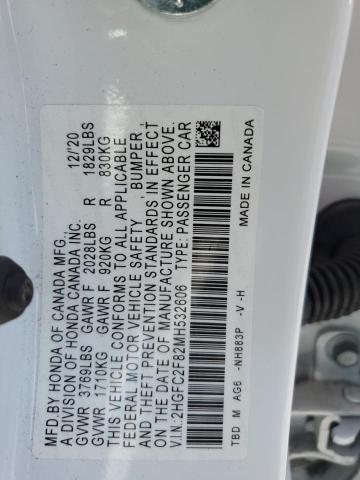 MFD.BY HONDA OF CANADA MFG.,
A DIVISION OF HONDA CANADA INC. 12/'20
GVWR 3769LBS GAWR F 2028LBS R 1829LBS
GVWR 1710KG GAWR F 920KG R 830KG
THIS VEHICLE CONFORMS TO ALL APPLICABLE
FEDERAL MOTOR VEHICLE SAFETY , BUMPER ,
AND THEFT PREVENTION STANDARDS IN EFFECT
ON THE DATE OF MANUFACTURE SHOWN ABOVE.
V.I.N: 2HGFC2F82MH532606 TYPE: PASSENGER CAR
TBD M AG6 -NH883P -V -H
MADE IN CANADA